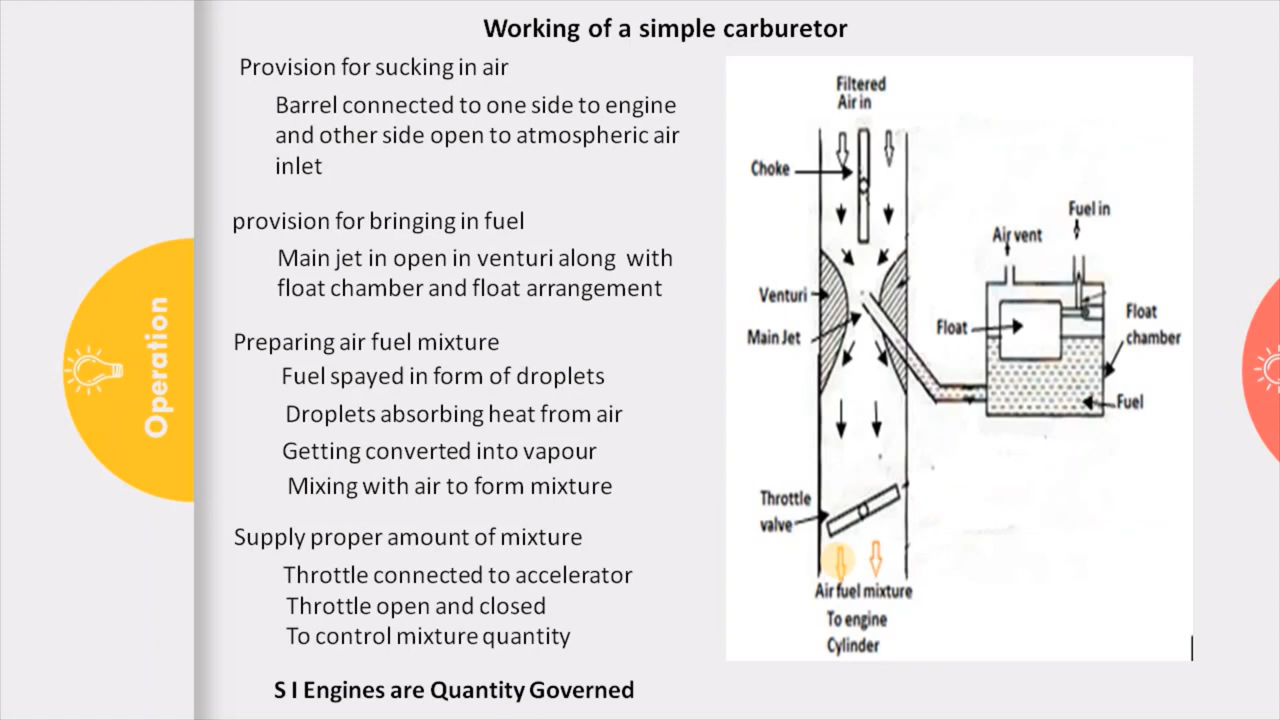 Working of a simple carburetor
Provision for sucking in air
Barrel connected to one side to engine
and other side open to atmospheric air
inlet
provision for bringing in fuel
Main jet in open in venturi along with
float chamber and float arrangement
Preparing air fuel mixture
Fuel spayed in form of droplets
Droplets absorbing heat from air
Getting converted into vapour
Mixing with air to form mixture
Supply proper amount of mixture
Throttle connected to accelerator
Throttle open and closed
To control mixture quantity
S I Engines are Quantity Governed
Operation
Filtered
Air in
Choke
Fuel in
Air vent
Venturi
Main Jet
Float
Float
chamber
Fuel
Throttle
valve
Air fuel mixture
To engine
Cylinder